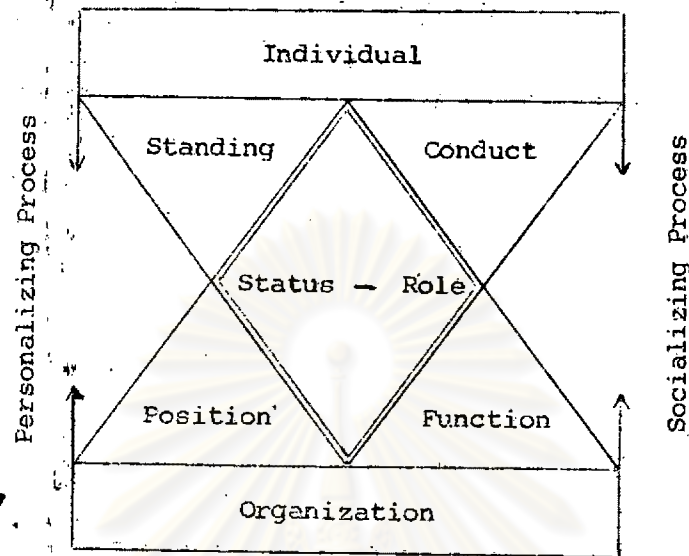 Individual
Standing
Conduct
Personalizing Process
Socializing Process
Status - Role
Position
Function
Organization